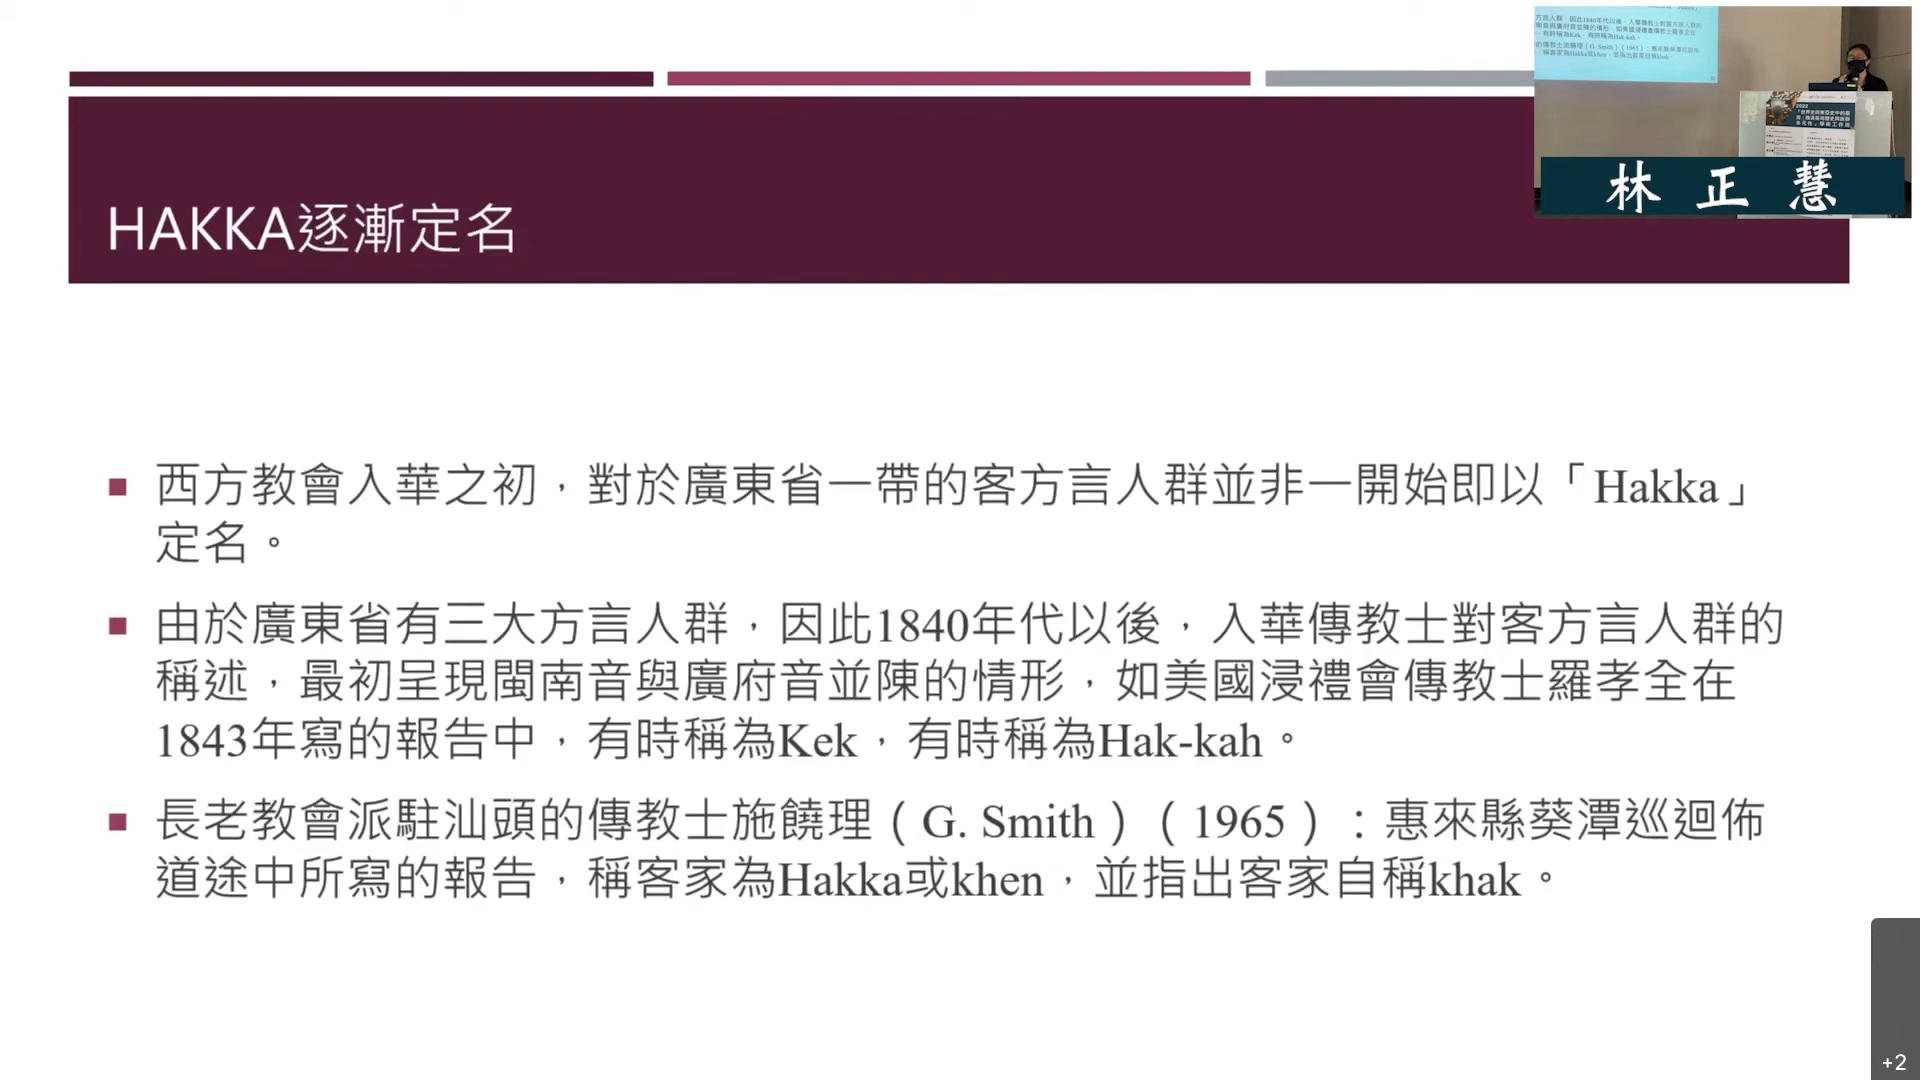 HAKKA逐漸定名
西方教會入華之初，對於廣東省一帶的客方言人群並非一開始即以「Hakka」
定名。
由於廣東省有三大方言人群，因此1840年代以後，入華傳教士對客方言人群的
稱述，最初呈現閩南音與廣府音並陳的情形，如美國浸禮會傳教士羅孝全在
1843年寫的報告中，有時稱為Kek，有時稱為Hak-kah。
長老教會派駐汕頭的傳教士施饒理（G. Smith）（1965）：惠來縣葵潭巡迴佈
道途中所寫的報告，稱客家為Hakka或khen，並指出客家自稱khak。
林正慧
+2